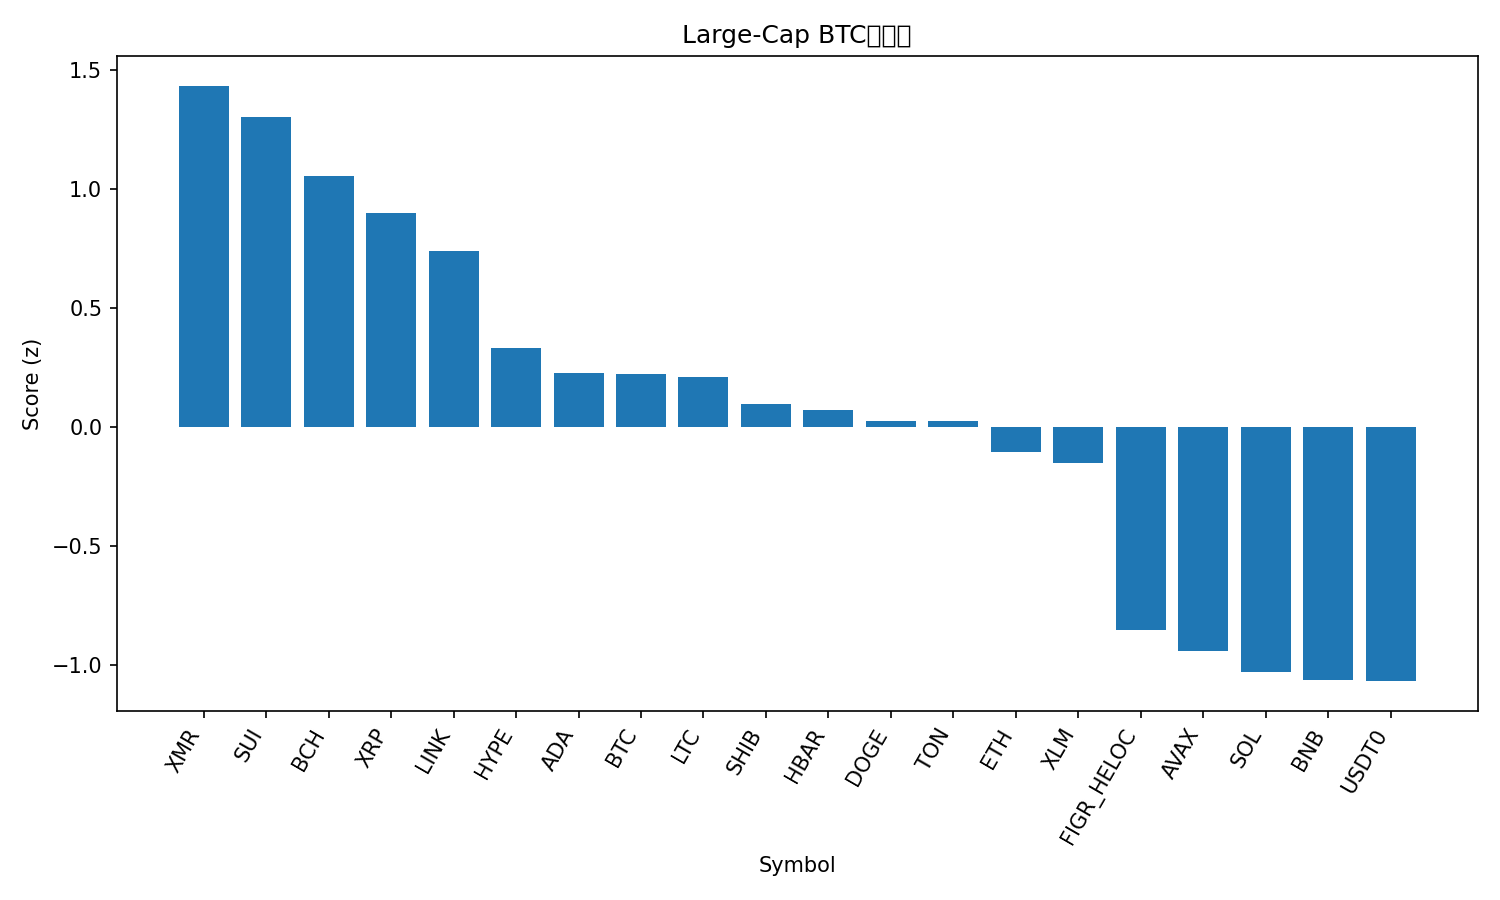 Large-Cap BTC
1.5
1.0
0.5
0.0
−0.5
−1.0
Score (z)
XMR
SUI
BCH
XRP
LINK
HYPE
ADA
BTC
LTC
SHIB
HBAR
DOGE
TON
ETH
XLM
FIGR_HELOC
AVAX
SOL
BNB
USDT0
Symbol